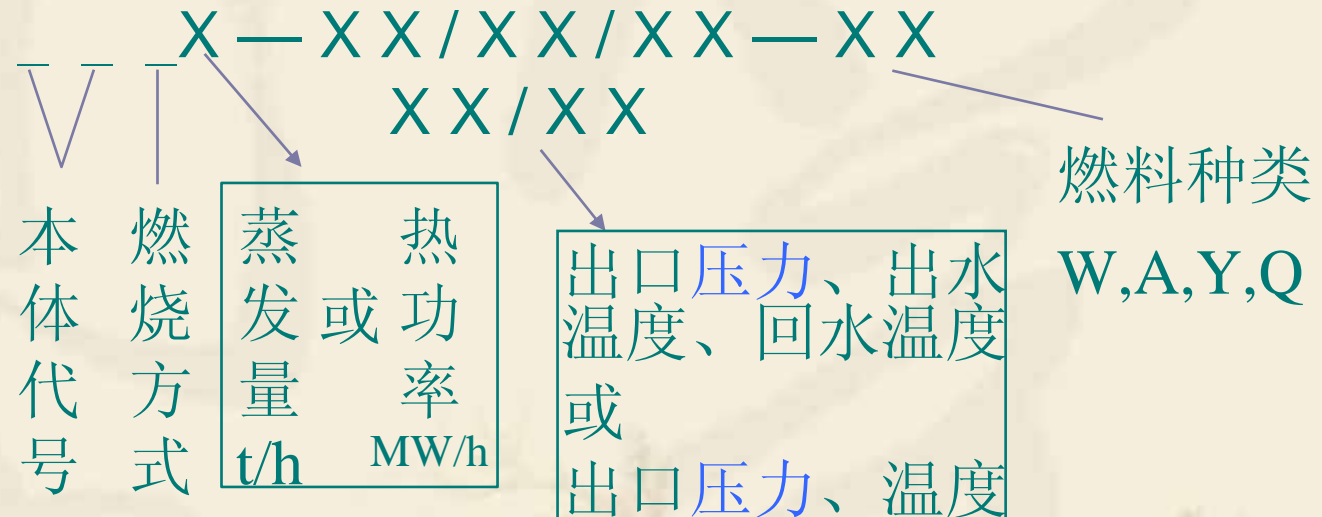 _ _ _X — X X / X X / X X — X X
X X / X X
本体代号
燃烧方式
蒸发量
t/h
或
热功率
MW/h
出口压力、出水
温度、回水温度
或
出口压力、温度
燃料种类
W,A,Y,Q